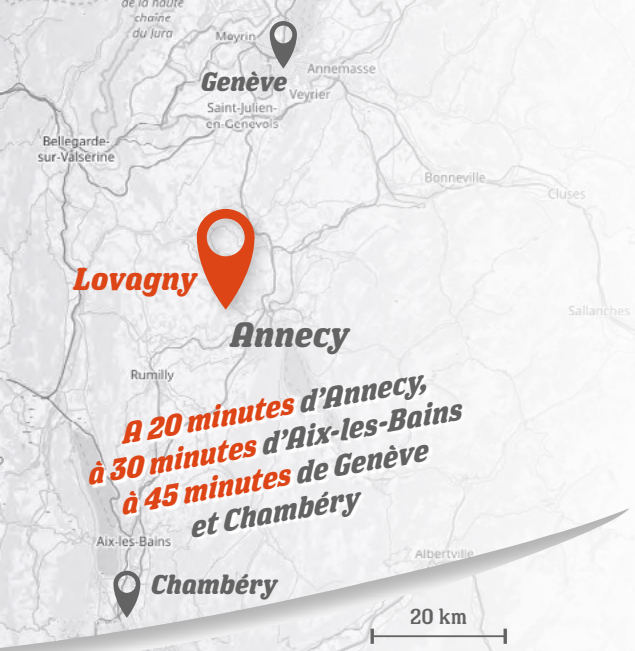 de la haute
chaîne
du Jura
Meyrin
Genève
Annemasse
Veyrier
Saint-Julien-
en-Genevois
Bellegarde-
sur-Valserine
Bonneville
Cluses
Lovagny
Sallanches
Annecy
Rumilly
A 20 minutes d'Annecy,
à 30 minutes d'Aix-les-Bains
à 45 minutes de Genève
et Chambéry
Aix-les-Bains
Albertville
Chambéry
20 km